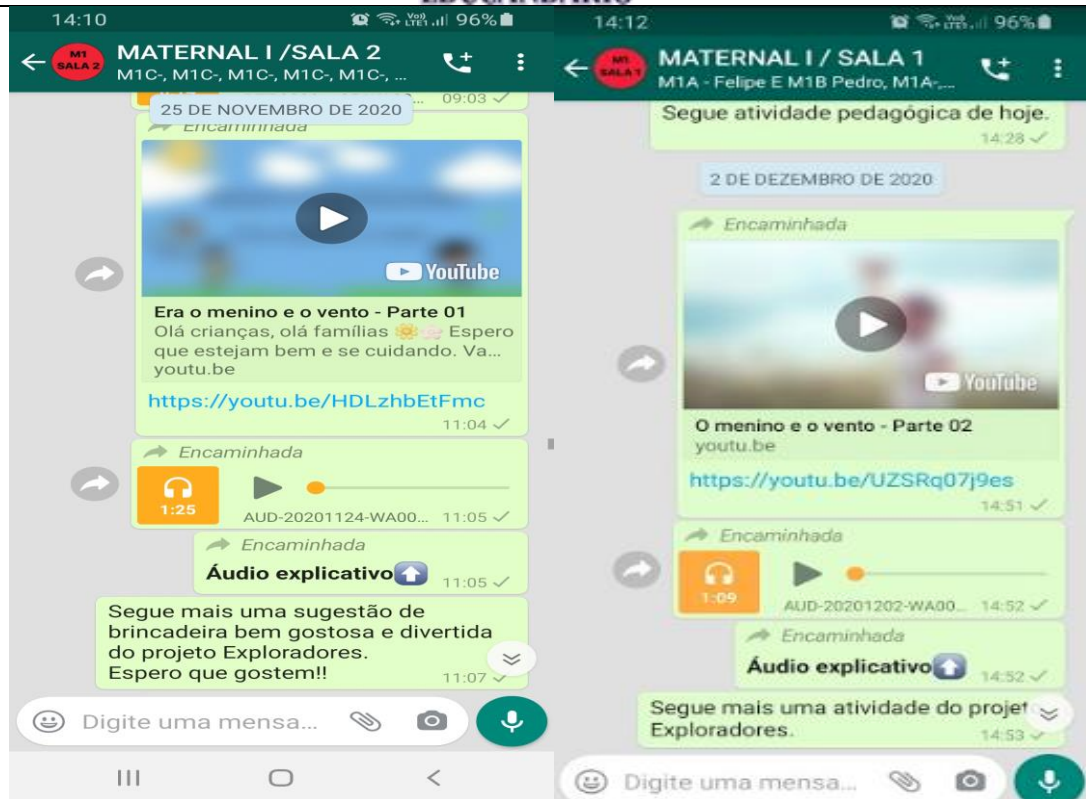 EDUCANDÁRIO
14:10
96%
M1
SALA 2
MATERNAL I /SALA 2
M1C-, M1C-, M1C-, M1C-, M1C-, ...
09:03
25 DE NOVEMBRO DE 2020
Encaminhada
YouTube
Era o menino e o vento - Parte 01
Olá crianças, olá famílias 🌼🌸 Espero
que estejam bem e se cuidando. Va...
youtu.be
https://youtu.be/HDLzhbEtFmc
11:04
Encaminhada
1:25
AUD-20201124-WA00... 11:05
Encaminhada
Áudio explicativo⬆️ 11:05
Segue mais uma sugestão de
brincadeira bem gostosa e divertida
do projeto Exploradores.
Espero que gostem!!
11:07
Digite uma mensa...
14:12
96%
M1
SALA 1
MATERNAL I / SALA 1
M1A - Felipe E M1B Pedro, M1A-,...
Segue atividade pedagógica de hoje.
14:28
2 DE DEZEMBRO DE 2020
Encaminhada
YouTube
O menino e o vento - Parte 02
youtu.be
https://youtu.be/UZSRq07j9es
14:51
Encaminhada
1:09
AUD-20201202-WA00... 14:52
Encaminhada
Áudio explicativo⬆️ 14:52
Segue mais uma atividade do projet
Exploradores.
14:53
Digite uma mensa...